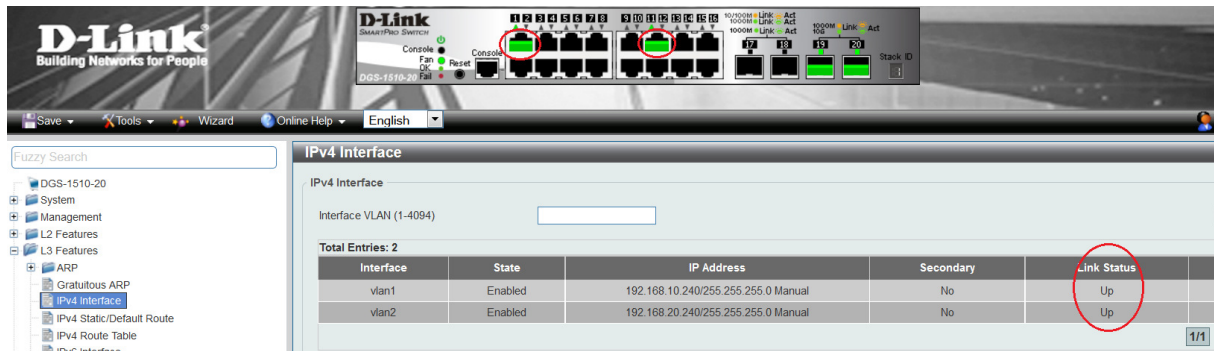 D-Link
Building Networks for People
D-Link
SMARTPRO SWITCH
Console
Fan
OK
Fail
Reset
Console
DGS-1510-20
1 2 3 4 5 6 7 8 9 10 11 12 13 14 15 16
10/100M Link Act
1000M Link Act
1000M Link Act
1000M Link Act
10G
17 18 19 20
Stack ID
Save Tools Wizard Online Help English
Fuzzy Search
DGS-1510-20
System
Management
L2 Features
L3 Features
ARP
Gratuitous ARP
IPv4 Interface
IPv4 Static/Default Route
IPv4 Route Table
IPv6 Interface
IPv4 Interface
IPv4 Interface
Interface VLAN (1-4094)
Total Entries: 2
Interface State IP Address Secondary Link Status
vlan1 Enabled 192.168.10.240/255.255.255.0 Manual No Up
vlan2 Enabled 192.168.20.240/255.255.255.0 Manual No Up
1/1